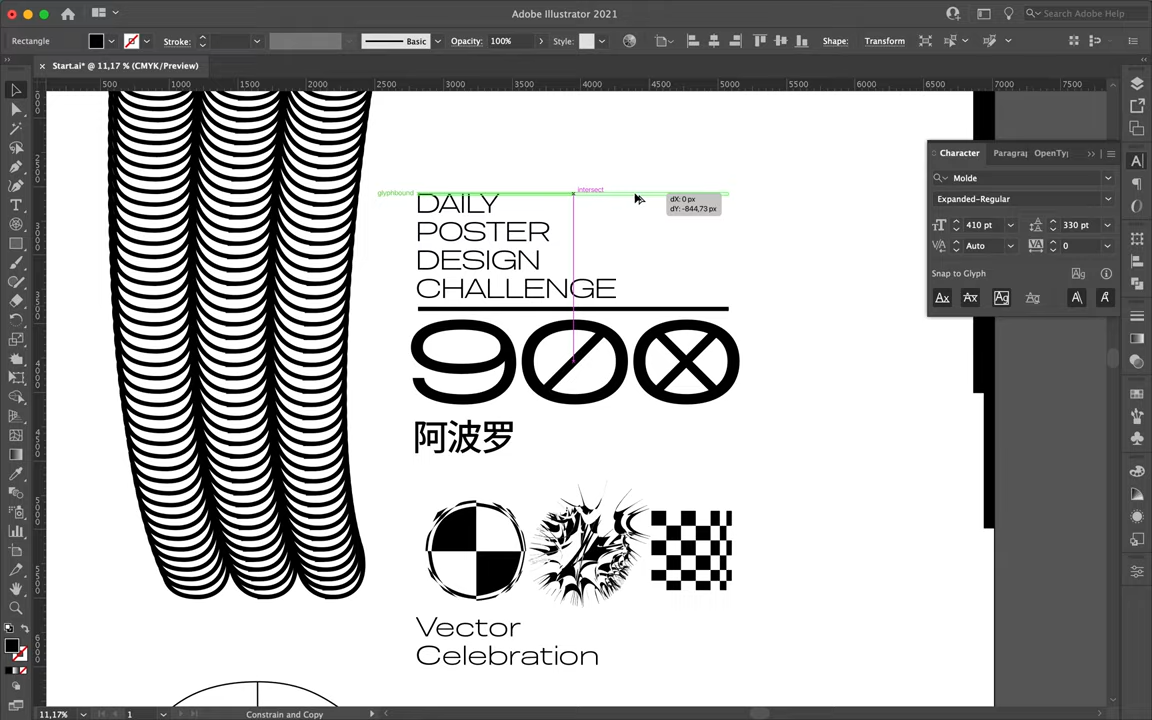 Adobe Illustrator 2021
Search Adobe Help
Rectangle
Stroke:
Basic
Opacity: 100%
Style:
Shape:
Transform
Start.ai* @ 11,17 % (CMYK/Preview)
500 1000 1500 2000 2500 3000 3500 4000 4500 5000 5500 6000 6500 7000 7500
glyphbound
intersect
dX: 0 px
dY: -844,73 px
DAILY
POSTER
DESIGN
CHALLENGE
900
阿波罗
Vector
Celebration
Character Paragra OpenTy
Molde
Expanded-Regular
410 pt 330 pt
Auto 0
Snap to Glyph
11,17% 1 Constrain and Copy